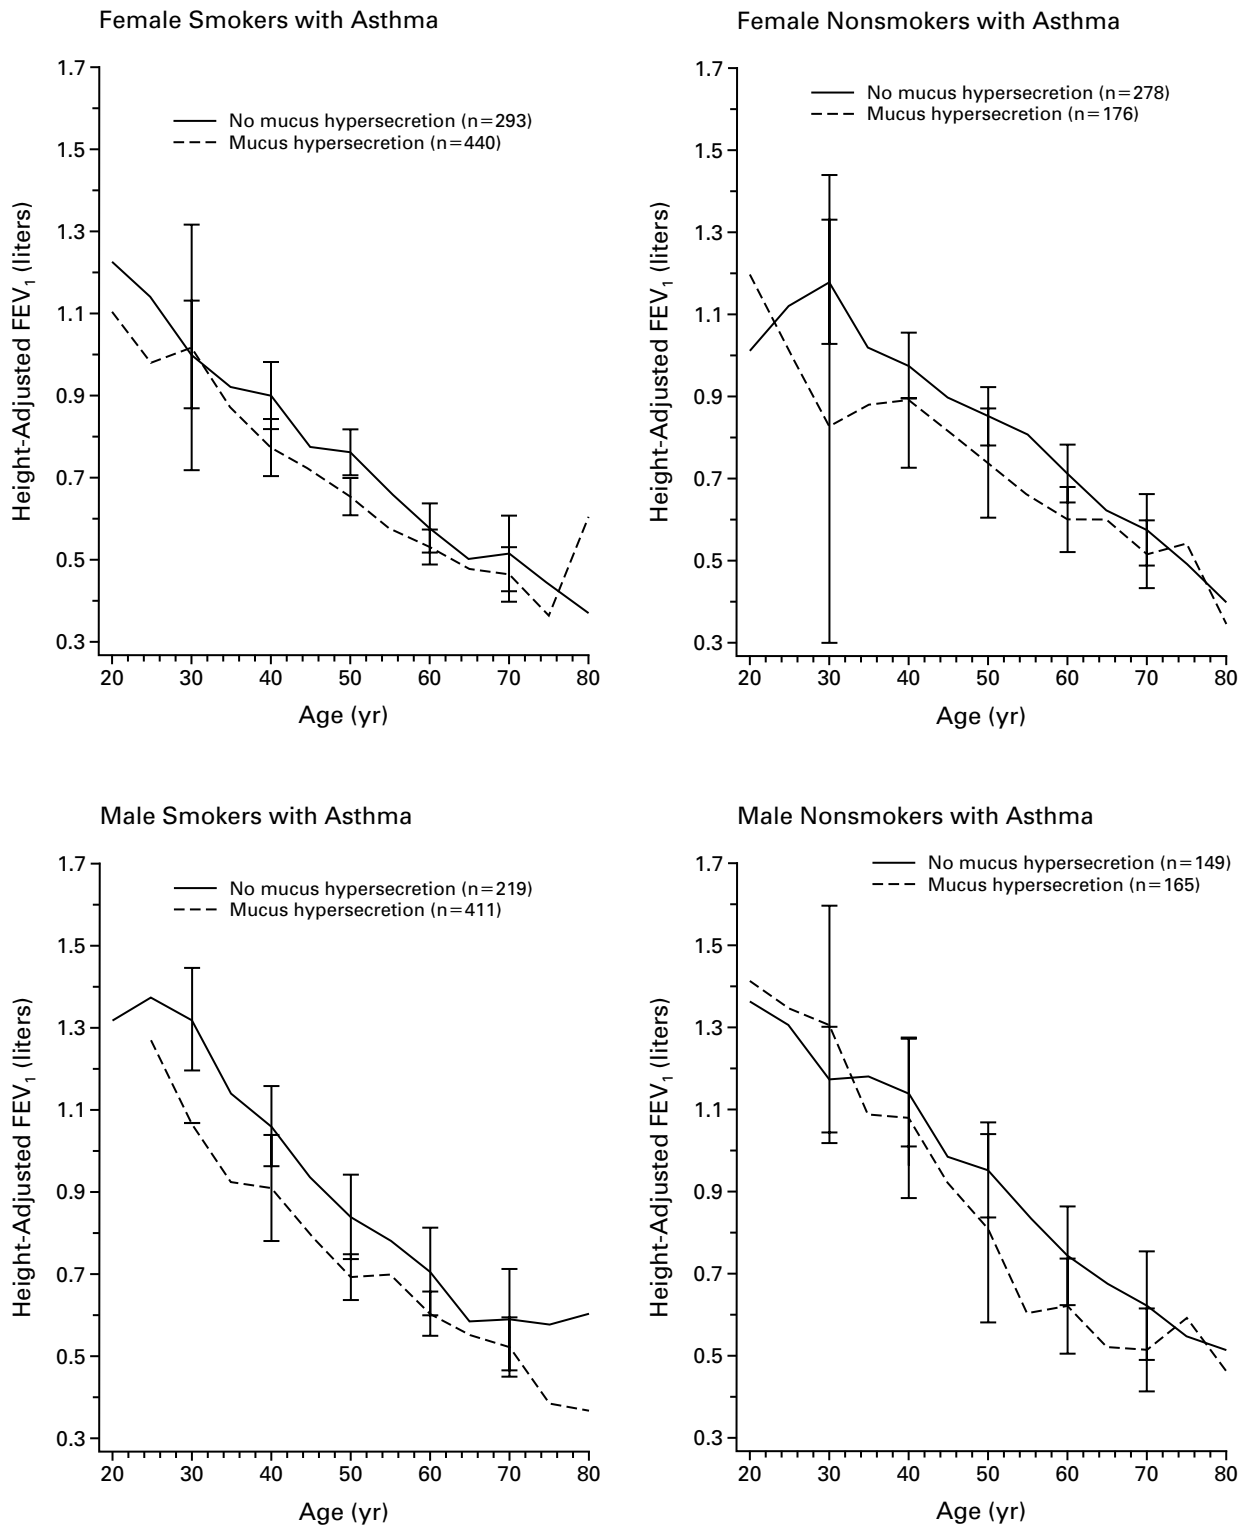 Female Smokers with Asthma
1.7
1.5
1.3
1.1
0.9
0.7
0.5
0.3
Height-Adjusted FEV1 (liters)
No mucus hypersecretion (n=293)
Mucus hypersecretion (n=440)
20 30 40 50 60 70 80
Age (yr)
Female Nonsmokers with Asthma
1.7
1.5
1.3
1.1
0.9
0.7
0.5
0.3
Height-Adjusted FEV1 (liters)
No mucus hypersecretion (n=278)
Mucus hypersecretion (n=176)
20 30 40 50 60 70 80
Age (yr)
Male Smokers with Asthma
1.7
1.5
1.3
1.1
0.9
0.7
0.5
0.3
Height-Adjusted FEV1 (liters)
No mucus hypersecretion (n=219)
Mucus hypersecretion (n=411)
20 30 40 50 60 70 80
Age (yr)
Male Nonsmokers with Asthma
1.7
1.5
1.3
1.1
0.9
0.7
0.5
0.3
Height-Adjusted FEV1 (liters)
No mucus hypersecretion (n=149)
Mucus hypersecretion (n=165)
20 30 40 50 60 70 80
Age (yr)